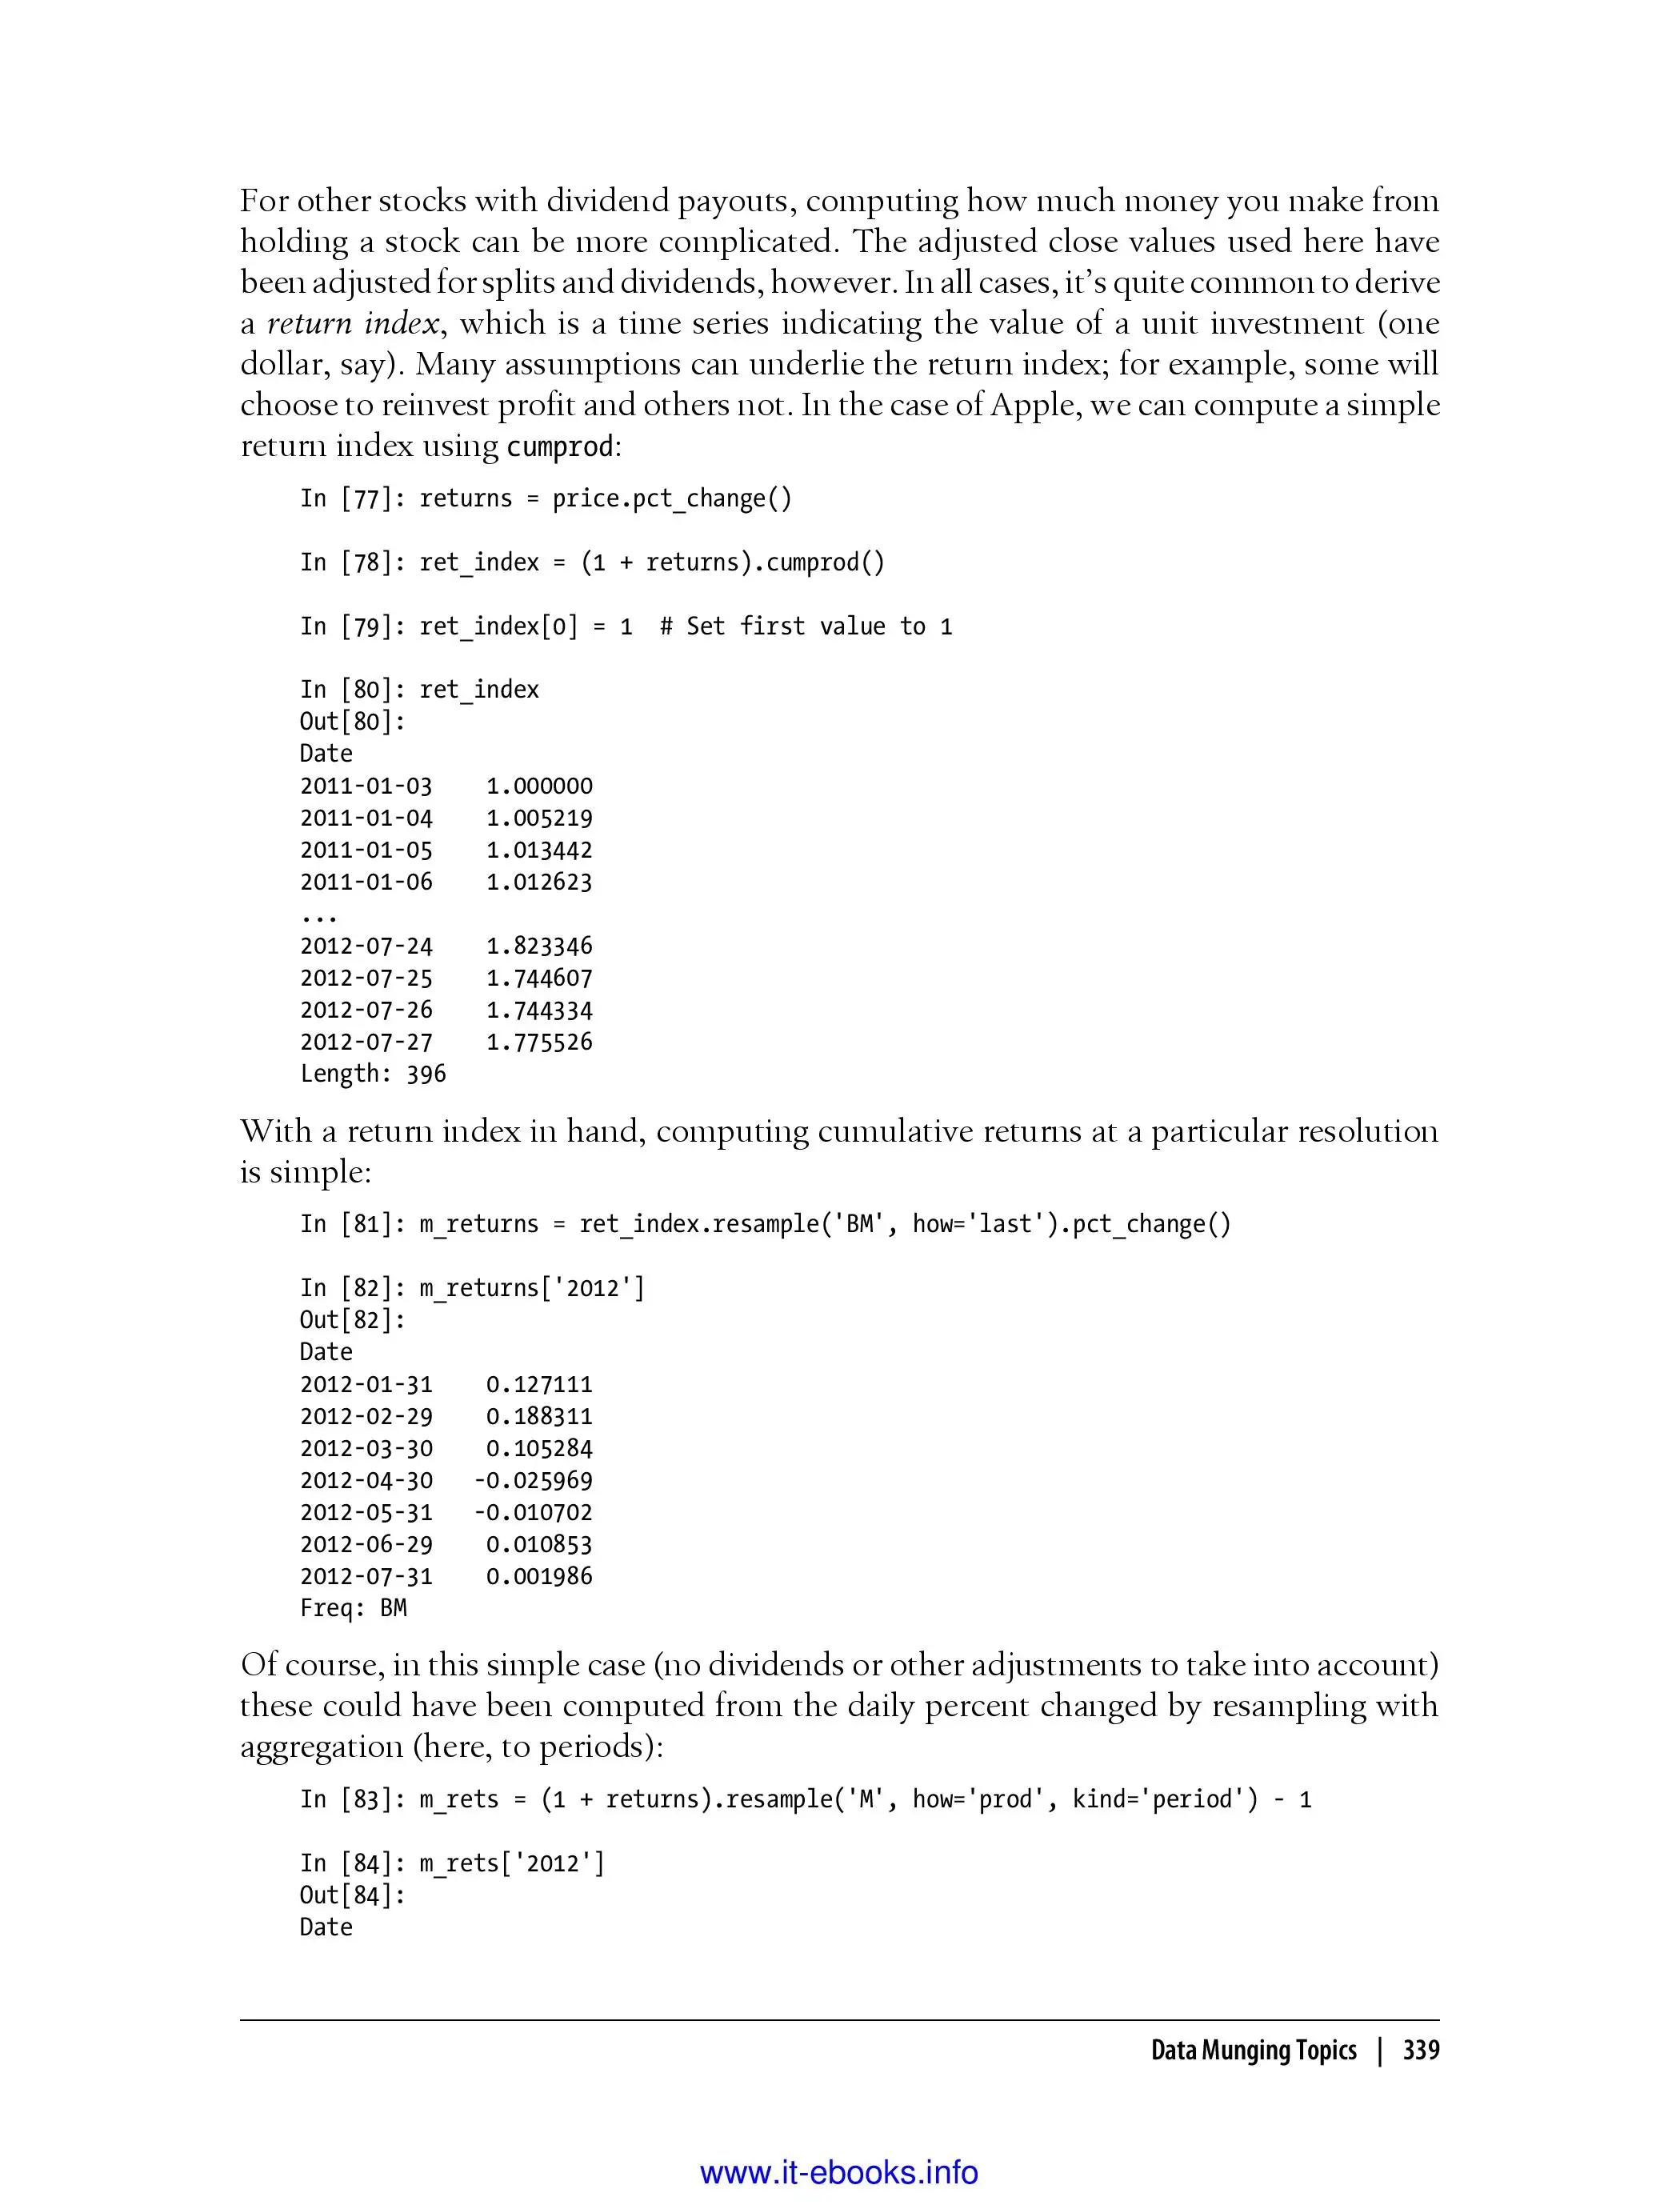 For other stocks with dividend payouts, computing how much money you make from
holding a stock can be more complicated. The adjusted close values used here have
been adjusted for splits and dividends, however. In all cases, it’s quite common to derive
a return index, which is a time series indicating the value of a unit investment (one
dollar, say). Many assumptions can underlie the return index; for example, some will
choose to reinvest profit and others not. In the case of Apple, we can compute a simple
return index using cumprod:
In [77]: returns = price.pct_change()
In [78]: ret_index = (1 + returns).cumprod()
In [79]: ret_index[0] = 1  # Set first value to 1
In [80]: ret_index
Out[80]:
Date
2011-01-03    1.000000
2011-01-04    1.005219
2011-01-05    1.013442
2011-01-06    1.012623
...
2012-07-24    1.823346
2012-07-25    1.744607
2012-07-26    1.744334
2012-07-27    1.775526
Length: 396
With a return index in hand, computing cumulative returns at a particular resolution
is simple:
In [81]: m_returns = ret_index.resample('BM', how='last').pct_change()
In [82]: m_returns['2012']
Out[82]:
Date
2012-01-31    0.127111
2012-02-29    0.188311
2012-03-30    0.105284
2012-04-30   -0.025969
2012-05-31   -0.010702
2012-06-29    0.010853
2012-07-31    0.001986
Freq: BM
Of course, in this simple case (no dividends or other adjustments to take into account)
these could have been computed from the daily percent changed by resampling with
aggregation (here, to periods):
In [83]: m_rets = (1 + returns).resample('M', how='prod', kind='period') - 1
In [84]: m_rets['2012']
Out[84]:
Date
Data Munging Topics | 339
www.it-ebooks.info